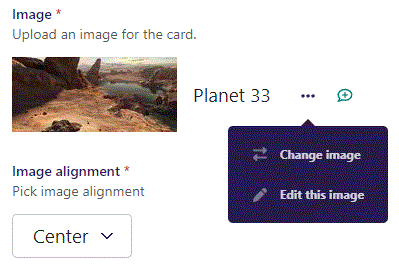 Image *
Upload an image for the card.
Planet 33
Change image
Edit this image
Image alignment *
Pick image alignment
Center